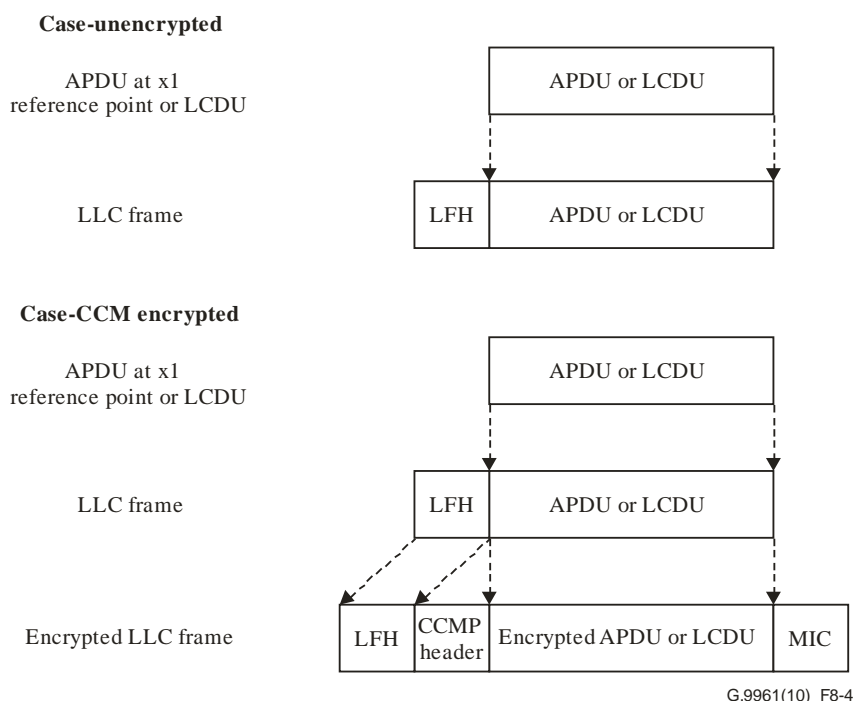 Case-unencrypted
APDU at x1
reference point or LCDU
APDU or LCDU
LLC frame
LFH
APDU or LCDU
Case-CCM encrypted
APDU at x1
reference point or LCDU
APDU or LCDU
LLC frame
LFH
APDU or LCDU
Encrypted LLC frame
LFH
CCMP
header
Encrypted APDU or LCDU
MIC
G.9961(10)_F8-4